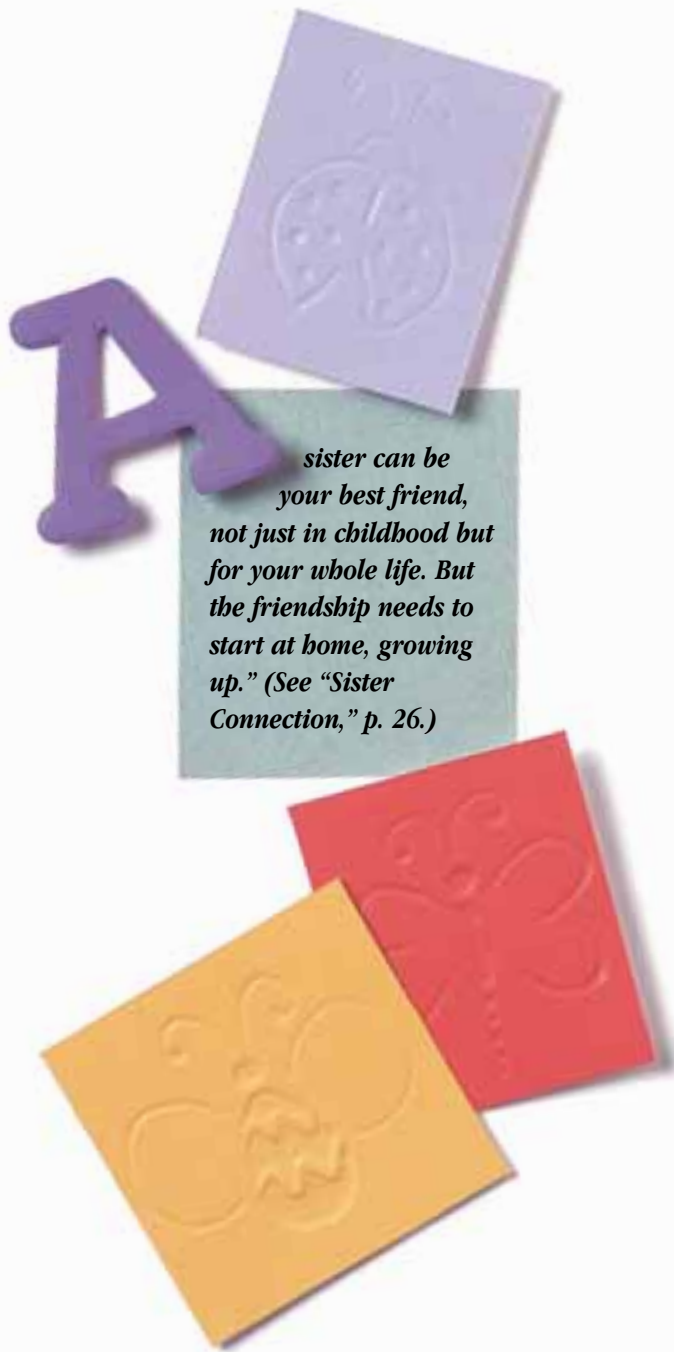 A
sister can be
your best friend,
not just in childhood but
for your whole life. But
the friendship needs to
start at home, growing
up.” (See “Sister
Connection,” p. 26.)